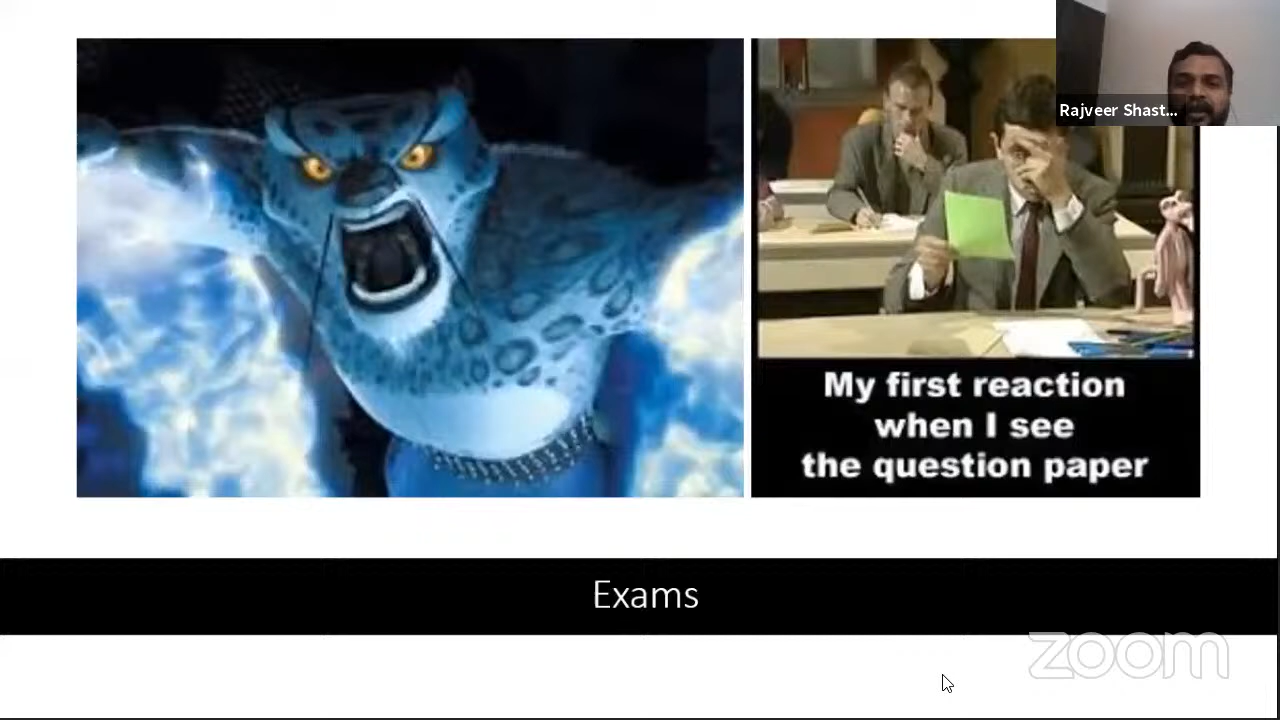 Rajveer Shast...
My first reaction
when I see
the question paper
Exams
zoom